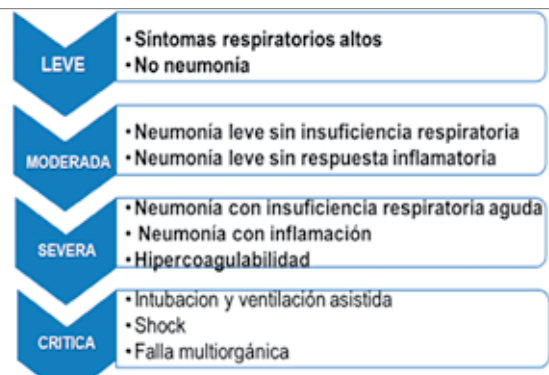 LEVE
• Síntomas respiratorios altos
• No neumonía
MODERADA
• Neumonía leve sin insuficiencia respiratoria
• Neumonía leve sin respuesta inflamatoria
SEVERA
• Neumonía con insuficiencia respiratoria aguda
• Neumonía con inflamación
• Hipercoagulabilidad
CRITICA
• Intubacion y ventilación asistida
• Shock
• Falla multiorgánica